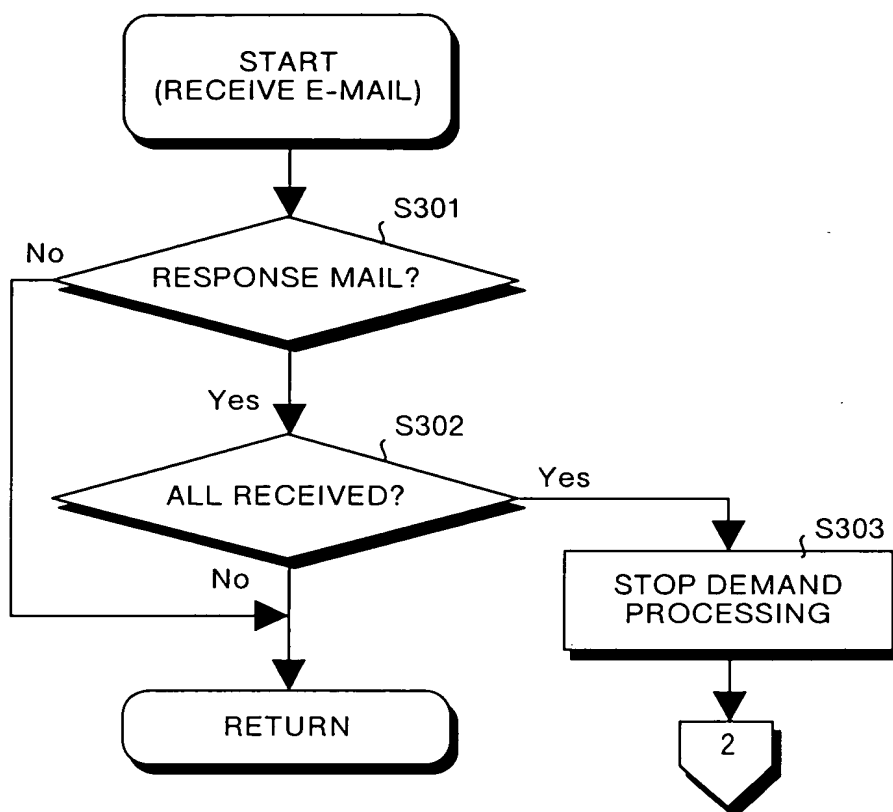 START
(RECEIVE E-MAIL)
S301
No
RESPONSE MAIL?
Yes
S302
ALL RECEIVED?
Yes
S303
No
STOP DEMAND
PROCESSING
RETURN
2